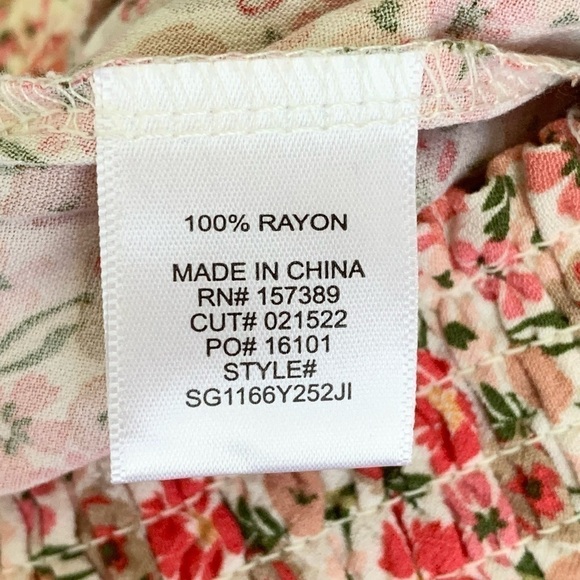 100% RAYON
MADE IN CHINA
RN# 157389
CUT# 021522
PO# 16101
STYLE#
SG1166Y252JI